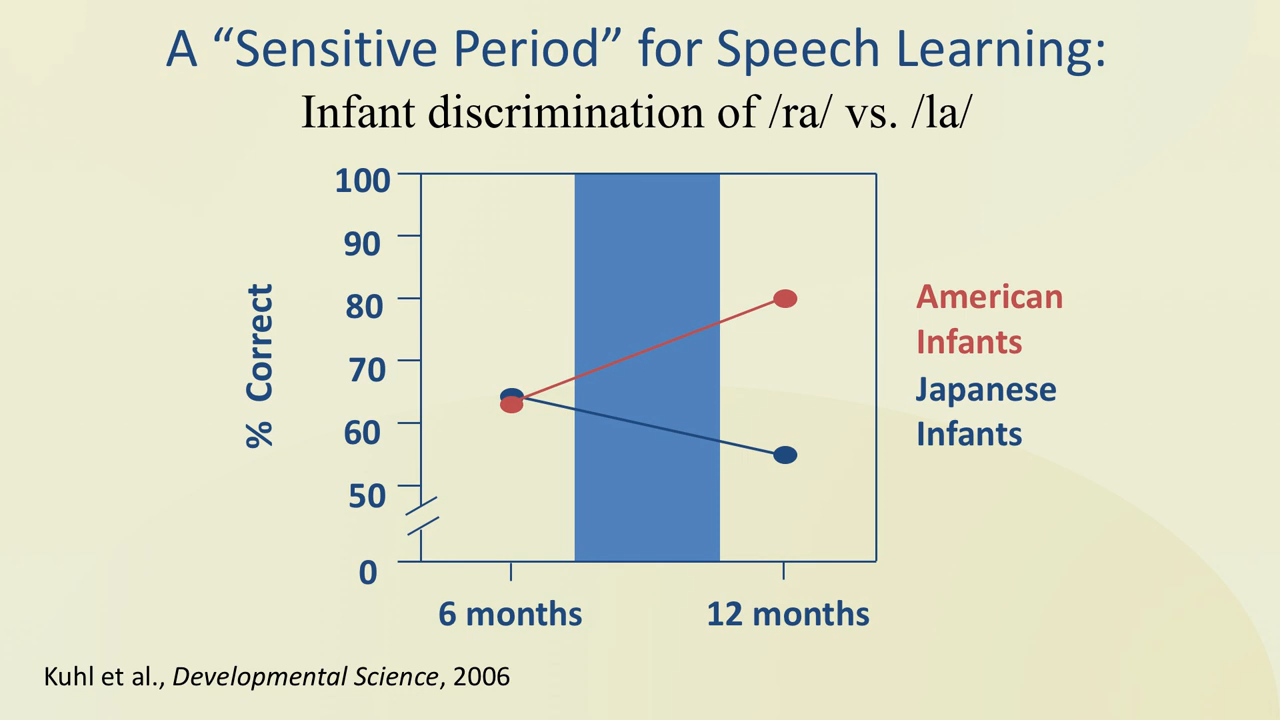 A “Sensitive Period” for Speech Learning:
Infant discrimination of /ra/ vs. /la/
100
90
80
70
60
50
0
% Correct
6 months
12 months
American
Infants
Japanese
Infants
Kuhl et al., Developmental Science, 2006